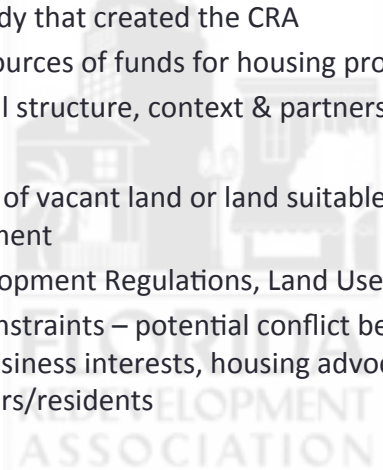 dy that created the CRA
ources of funds for housing pro
l structure, context & partners
of vacant land or land suitable
ment
opment Regulations, Land Use
nstraints – potential conflict be
siness interests, housing advoc
rs/residents
FLORIDA
REDEVELOPMENT
ASSOCIATION